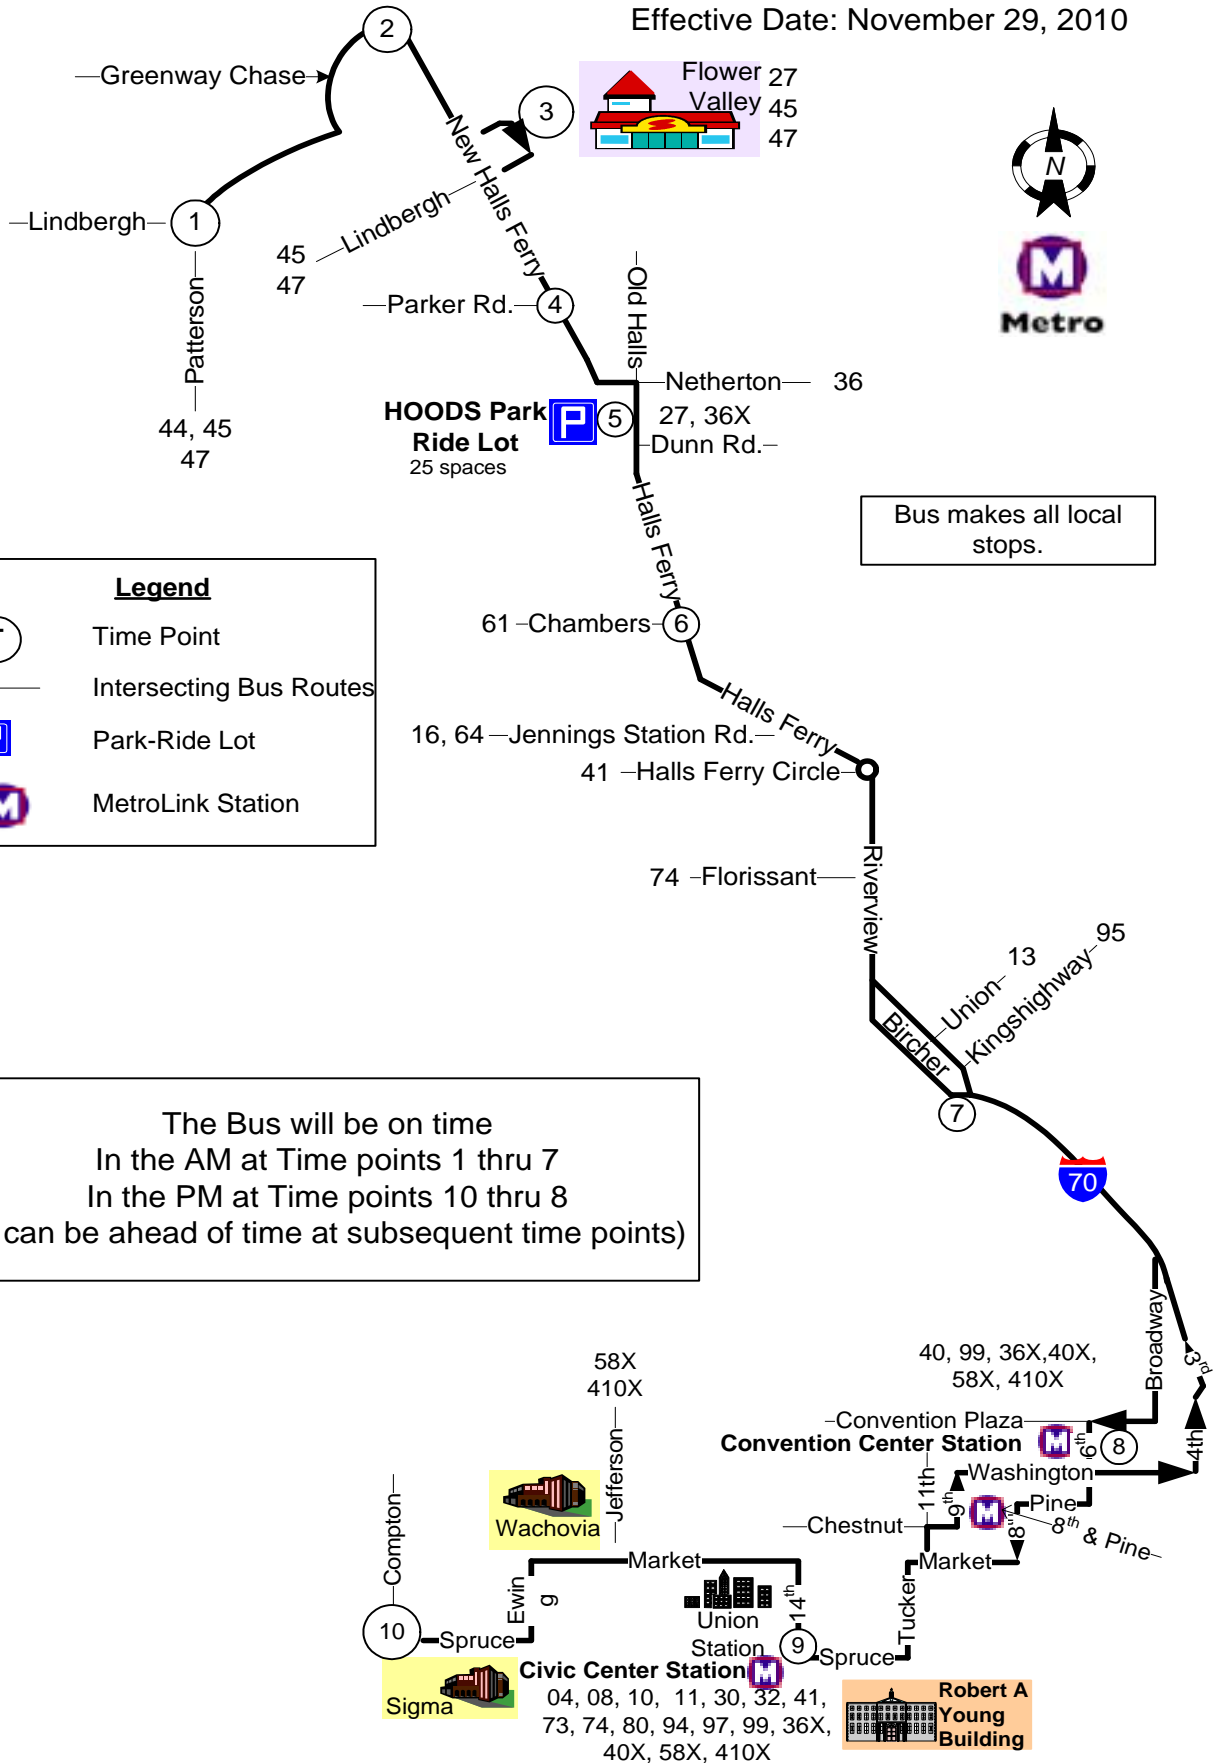 Effective Date: November 29, 2010
2
Greenway Chase
3
Flower
Valley
27
45
47
New Halls Ferry
N
Lindbergh
1
Lindbergh
45
47
Metro
Patterson
Parker Rd.
4
Old Halls
Netherton
36
44, 45
47
HOODS Park
Ride Lot
25 spaces
P
5
27, 36X
Dunn Rd.
Halls Ferry
Bus makes all local
stops.
Legend
Time Point
Intersecting Bus Routes
Park-Ride Lot
MetroLink Station
61
Chambers
6
Halls Ferry
16, 64
Jennings Station Rd.
41
Halls Ferry Circle
Riverview
74
Florissant
95
13
Union
Kingshighway
Bircher
7
The Bus will be on time
In the AM at Time points 1 thru 7
In the PM at Time points 10 thru 8
can be ahead of time at subsequent time points)
70
Broadway
3rd
40, 99, 36X,40X,
58X, 410X
58X
410X
Convention Plaza
Convention Center Station
M
6th
8
4th
Jefferson
11th
9th
Washington
Wachovia
Chestnut
M
Pine
8th
8th & Pine
Compton
Market
Market
Ewin
g
Union
Station
14th
Tucker
10
Spruce
9
Spruce
Sigma
Civic Center Station
M
04, 08, 10, 11, 30, 32, 41,
73, 74, 80, 94, 97, 99, 36X,
40X, 58X, 410X
Robert A
Young
Building